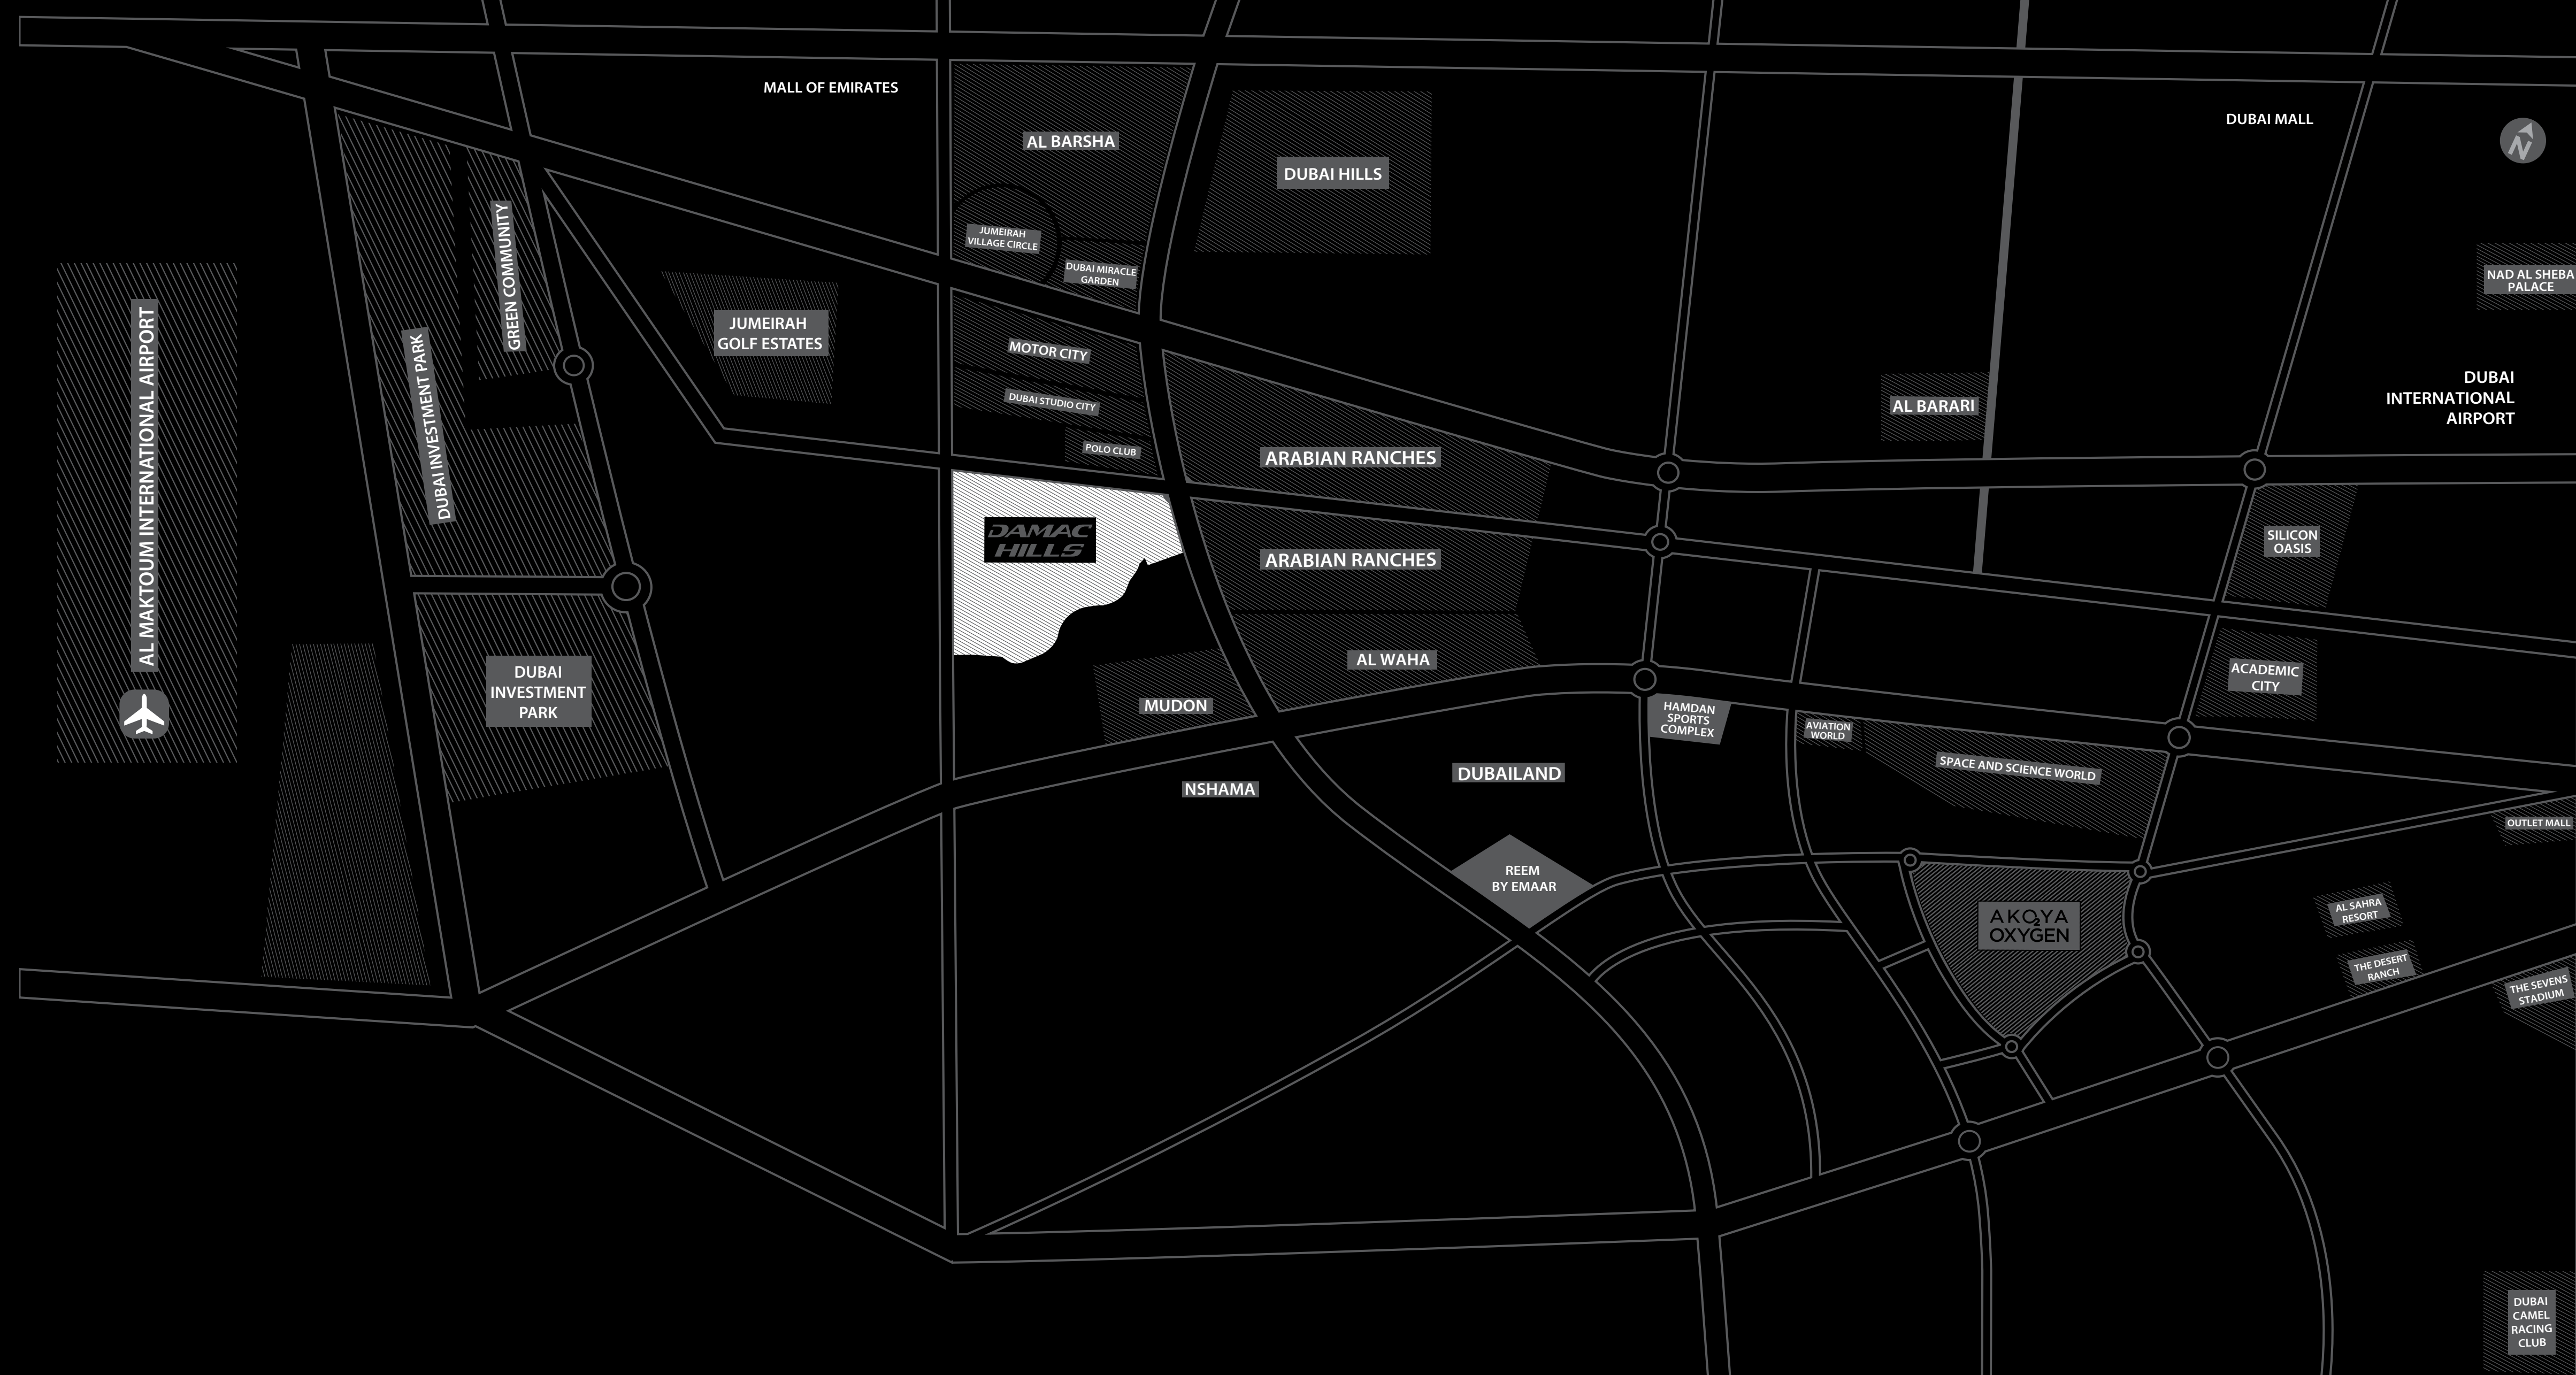 MALL OF EMIRATES
AL BARSHA
DUBAI HILLS
DUBAI MALL
N
JUMEIRAH
VILLAGE CIRCLE
DUBAI MIRACLE
GARDEN
GREEN COMMUNITY
NAD AL SHEBA
PALACE
JUMEIRAH
GOLF ESTATES
MOTOR CITY
DUBAI STUDIO CITY
POLO CLUB
DUBAI
INTERNATIONAL
AIRPORT
AL BARARI
AL MAKTOUM INTERNATIONAL AIRPORT
DUBAI INVESTMENT PARK
ARABIAN RANCHES
DAMAC
HILLS
ARABIAN RANCHES
SILICON
OASIS
AL WAHA
ACADEMIC
CITY
DUBAI
INVESTMENT
PARK
MUDON
HAMDAN
SPORTS
COMPLEX
AVIATION
WORLD
SPACE AND SCIENCE WORLD
NSHAMA
DUBAILAND
OUTLET MALL
REEM
BY EMAAR
AKO2YA
OXYGEN
AL SAHRA
RESORT
THE DESERT
RANCH
THE SEVENS
STADIUM
DUBAI
CAMEL
RACING
CLUB